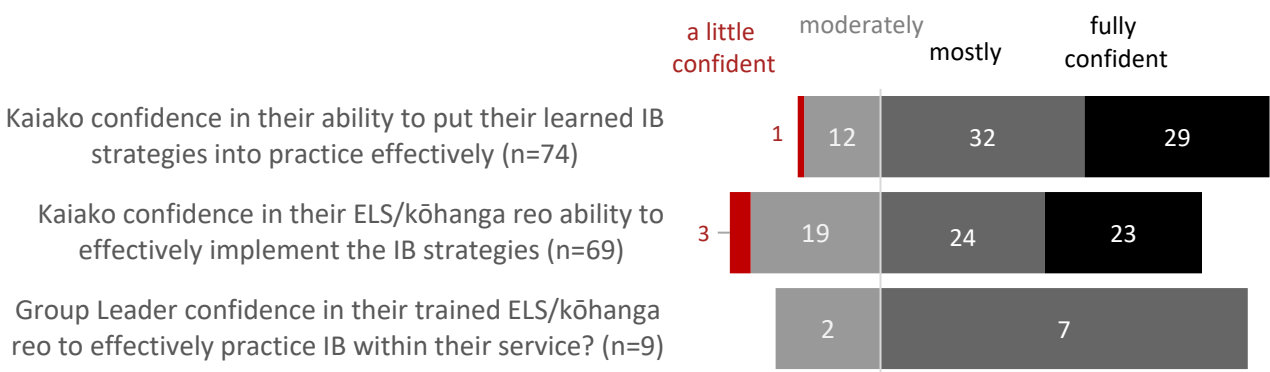 a little
confident
moderately
mostly
fully
confident
Kaiako confidence in their ability to put their learned IB
strategies into practice effectively (n=74)
1
12
32
29
Kaiako confidence in their ELS/kōhanga reo ability to
effectively implement the IB strategies (n=69)
3
19
24
23
Group Leader confidence in their trained ELS/kōhanga
reo to effectively practice IB within their service? (n=9)
2
7